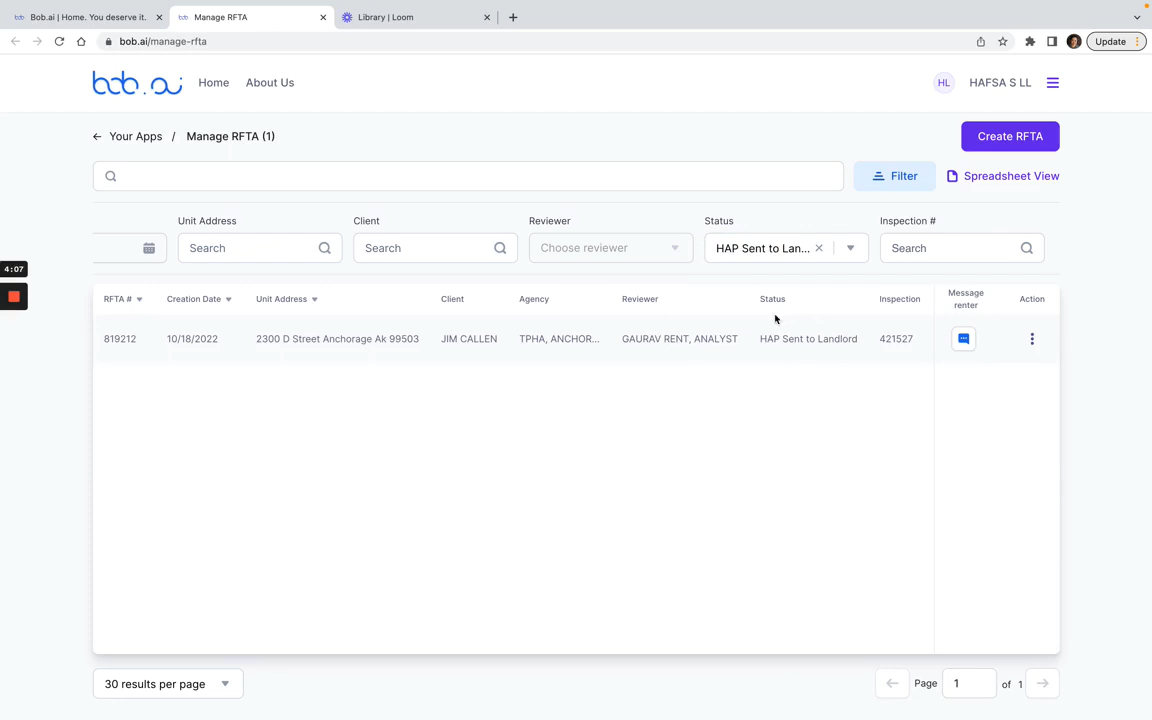 Bob.ai | Home. You deserve it.
Manage RFTA
Library | Loom
bob.ai/manage-rfta
Update
bob.ai
Home
About Us
HL
HAFSA S LL
Your Apps / Manage RFTA (1)
Create RFTA
Filter
Spreadsheet View
Unit Address
Client
Reviewer
Status
Inspection #
Search
Search
Choose reviewer
HAP Sent to Lan...
Search
4:07
RFTA #
Creation Date
Unit Address
Client
Agency
Reviewer
Status
Inspection
Message
renter
Action
819212
10/18/2022
2300 D Street Anchorage Ak 99503
JIM CALLEN
TPHA, ANCHOR...
GAURAV RENT, ANALYST
HAP Sent to Landlord
421527
30 results per page
Page
1
of 1